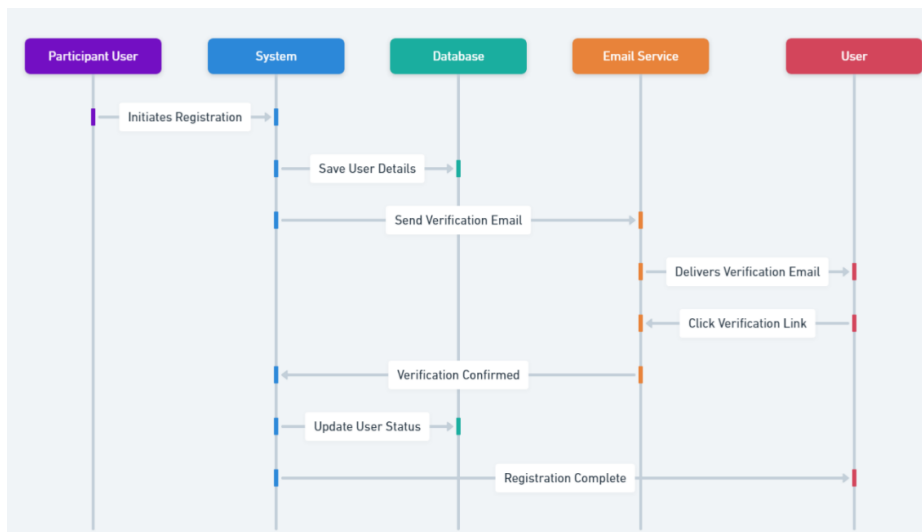 Participant User
System
Database
Email Service
User
Initiates Registration
Save User Details
Send Verification Email
Delivers Verification Email
Click Verification Link
Verification Confirmed
Update User Status
Registration Complete